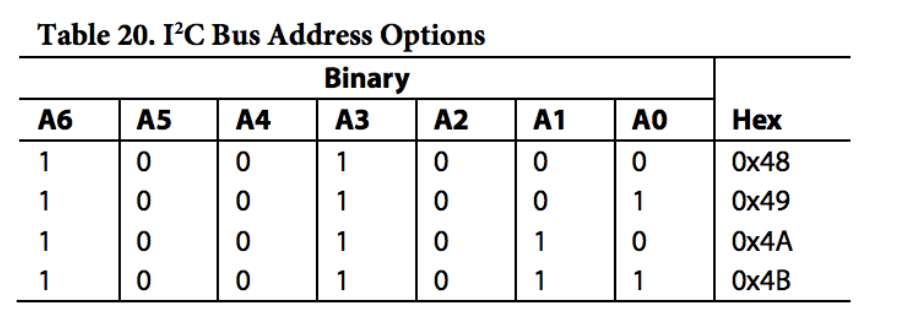 Table 20. I²C Bus Address Options
Binary
A6 A5 A4 A3 A2 A1 A0 Hex
1 0 0 1 0 0 0 0x48
1 0 0 1 0 0 1 0x49
1 0 0 1 0 1 0 0x4A
1 0 0 1 0 1 1 0x4B